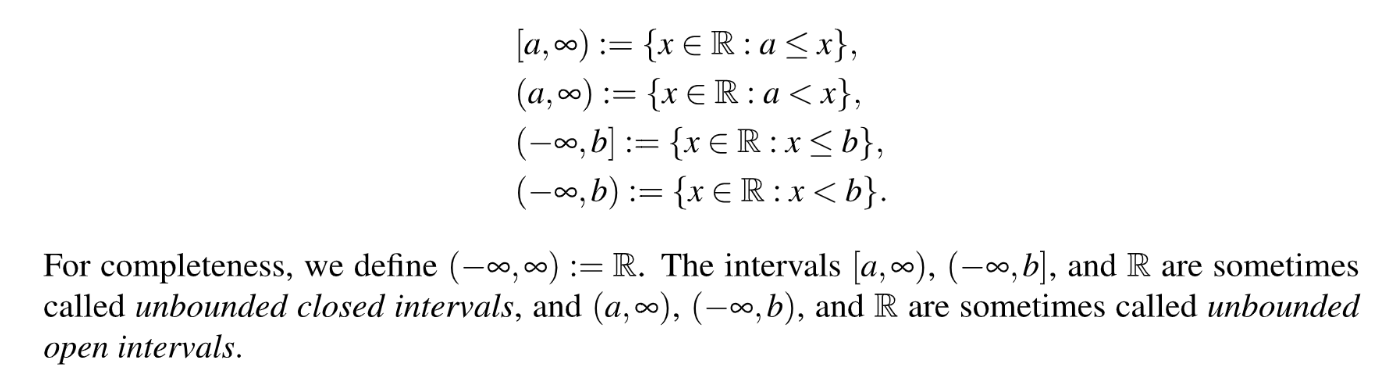 [a,∞) := {x ∈ ℝ : a ≤ x},
(a,∞) := {x ∈ ℝ : a < x},
(−∞,b] := {x ∈ ℝ : x ≤ b},
(−∞,b) := {x ∈ ℝ : x < b}.
For completeness, we define (−∞,∞) := ℝ. The intervals [a,∞), (−∞,b], and ℝ are sometimes
called unbounded closed intervals, and (a,∞), (−∞,b), and ℝ are sometimes called unbounded
open intervals.